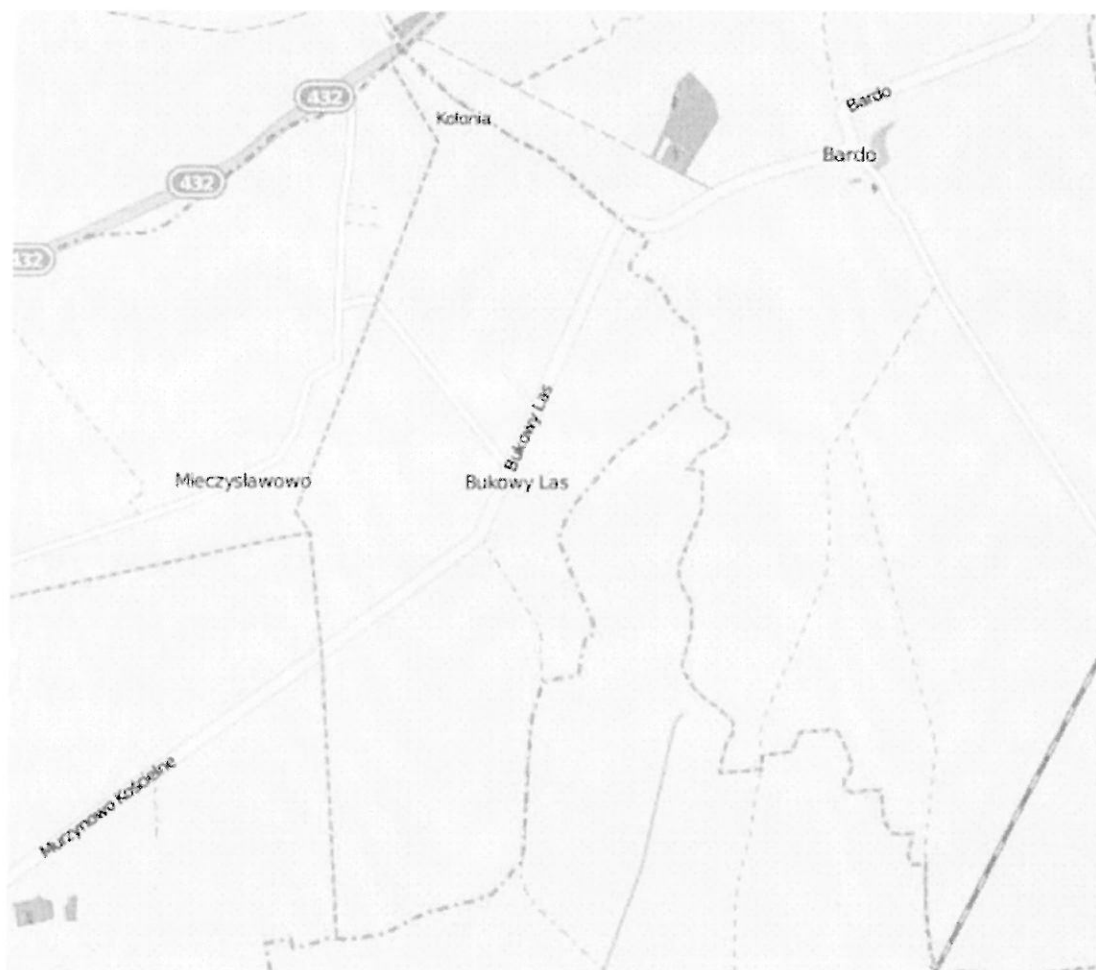 432
Bardo
Kolonia
Bardo
432
432
Bukowy Las
Mieczysławowo
Bukowy Las
Murzynowo Kościelne